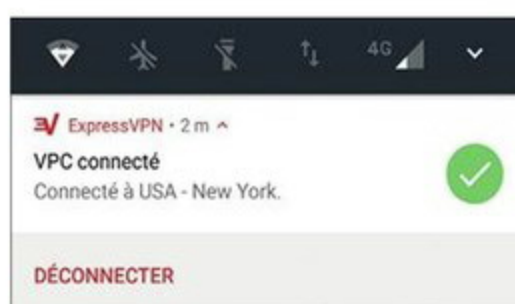 4G
ExpressVPN • 2 m
VPC connecté
Connecté à USA - New York.
DÉCONNECTER